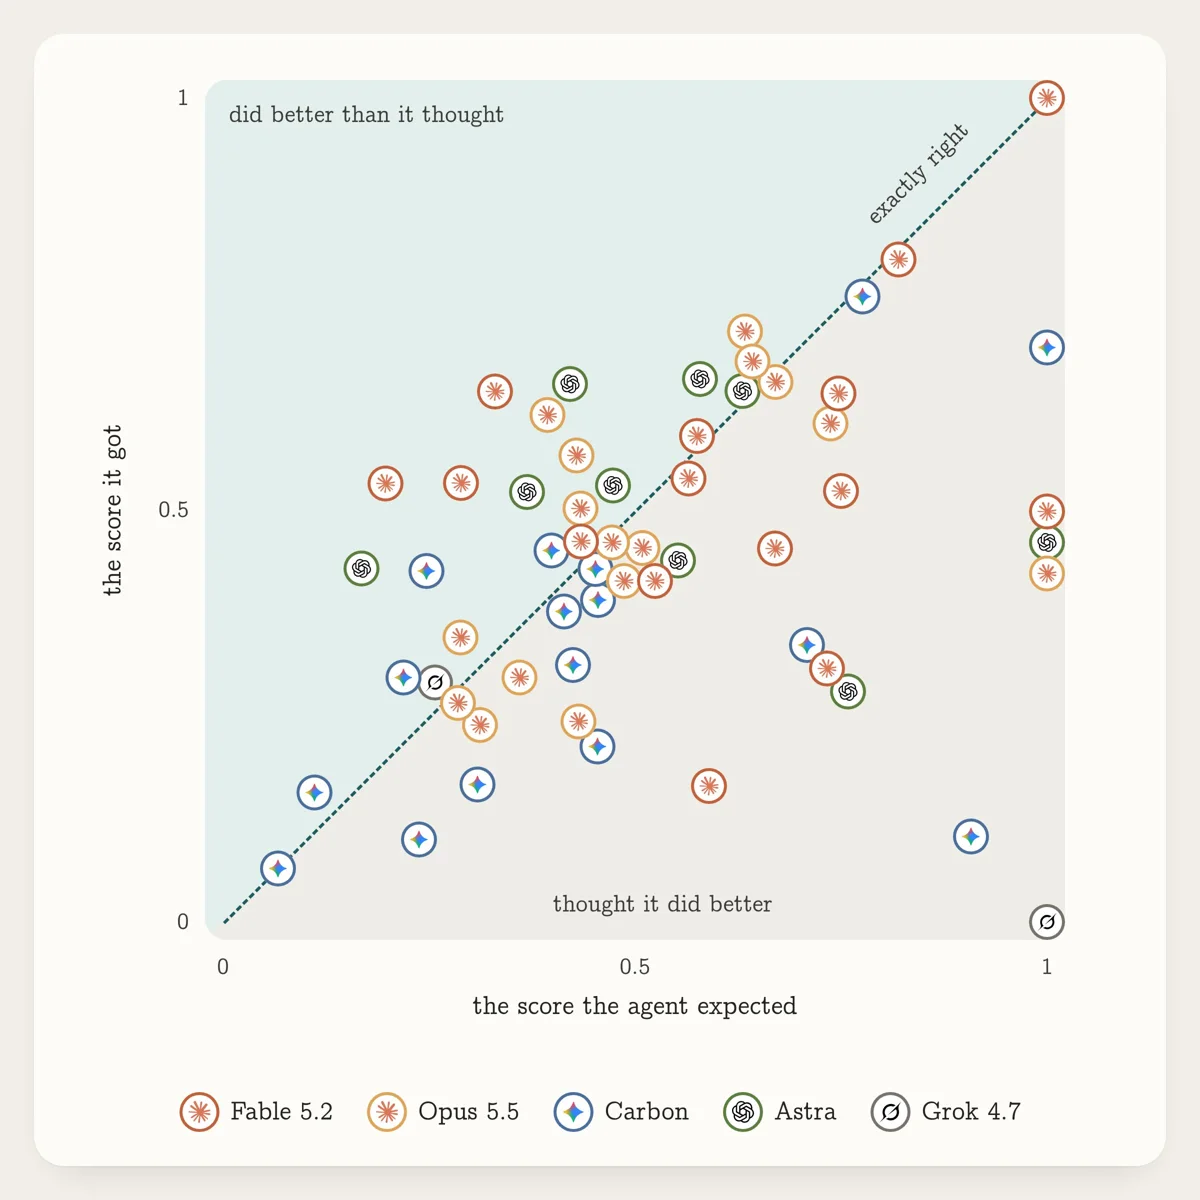 1
did better than it thought
exactly right
the score it got
0.5
thought it did better
0
0
0.5
1
the score the agent expected
Fable 5.2
Opus 5.5
Carbon
Astra
Grok 4.7